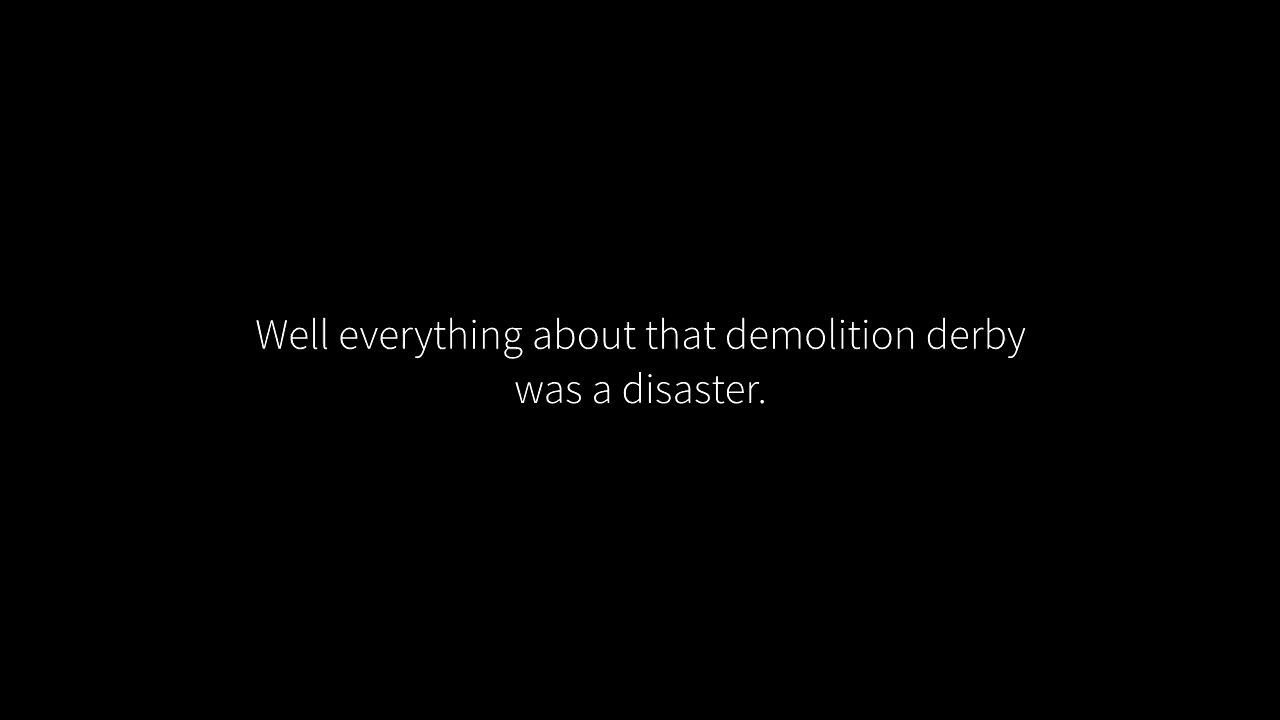 Well everything about that demolition derby
was a disaster.